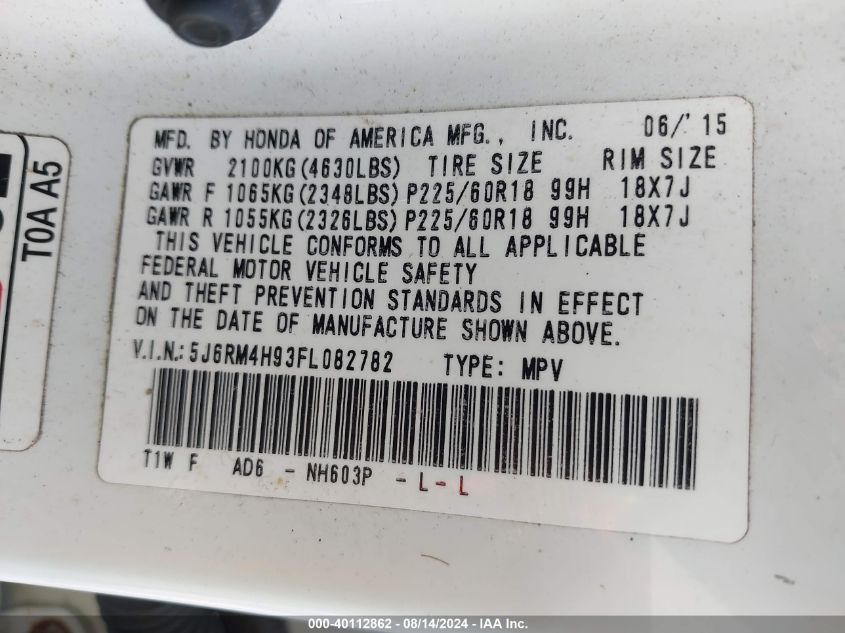 MFD. BY HONDA OF AMERICA MFG., INC. 06/'15
GVWR 2100KG(4630LBS) TIRE SIZE RIM SIZE
GAWR F 1065KG(2348LBS) P225/60R18 99H 18X7J
GAWR R 1055KG(2326LBS) P225/60R18 99H 18X7J
THIS VEHICLE CONFORMS TO ALL APPLICABLE
FEDERAL MOTOR VEHICLE SAFETY
AND THEFT PREVENTION STANDARDS IN EFFECT
ON THE DATE OF MANUFACTURE SHOWN ABOVE.
V.I.N.: 5J6RM4H93FL082782 TYPE: MPV
T1W F AD6 - NH603P - L - L
T0A A5
000-40112862 - 08/14/2024 - IAA Inc.